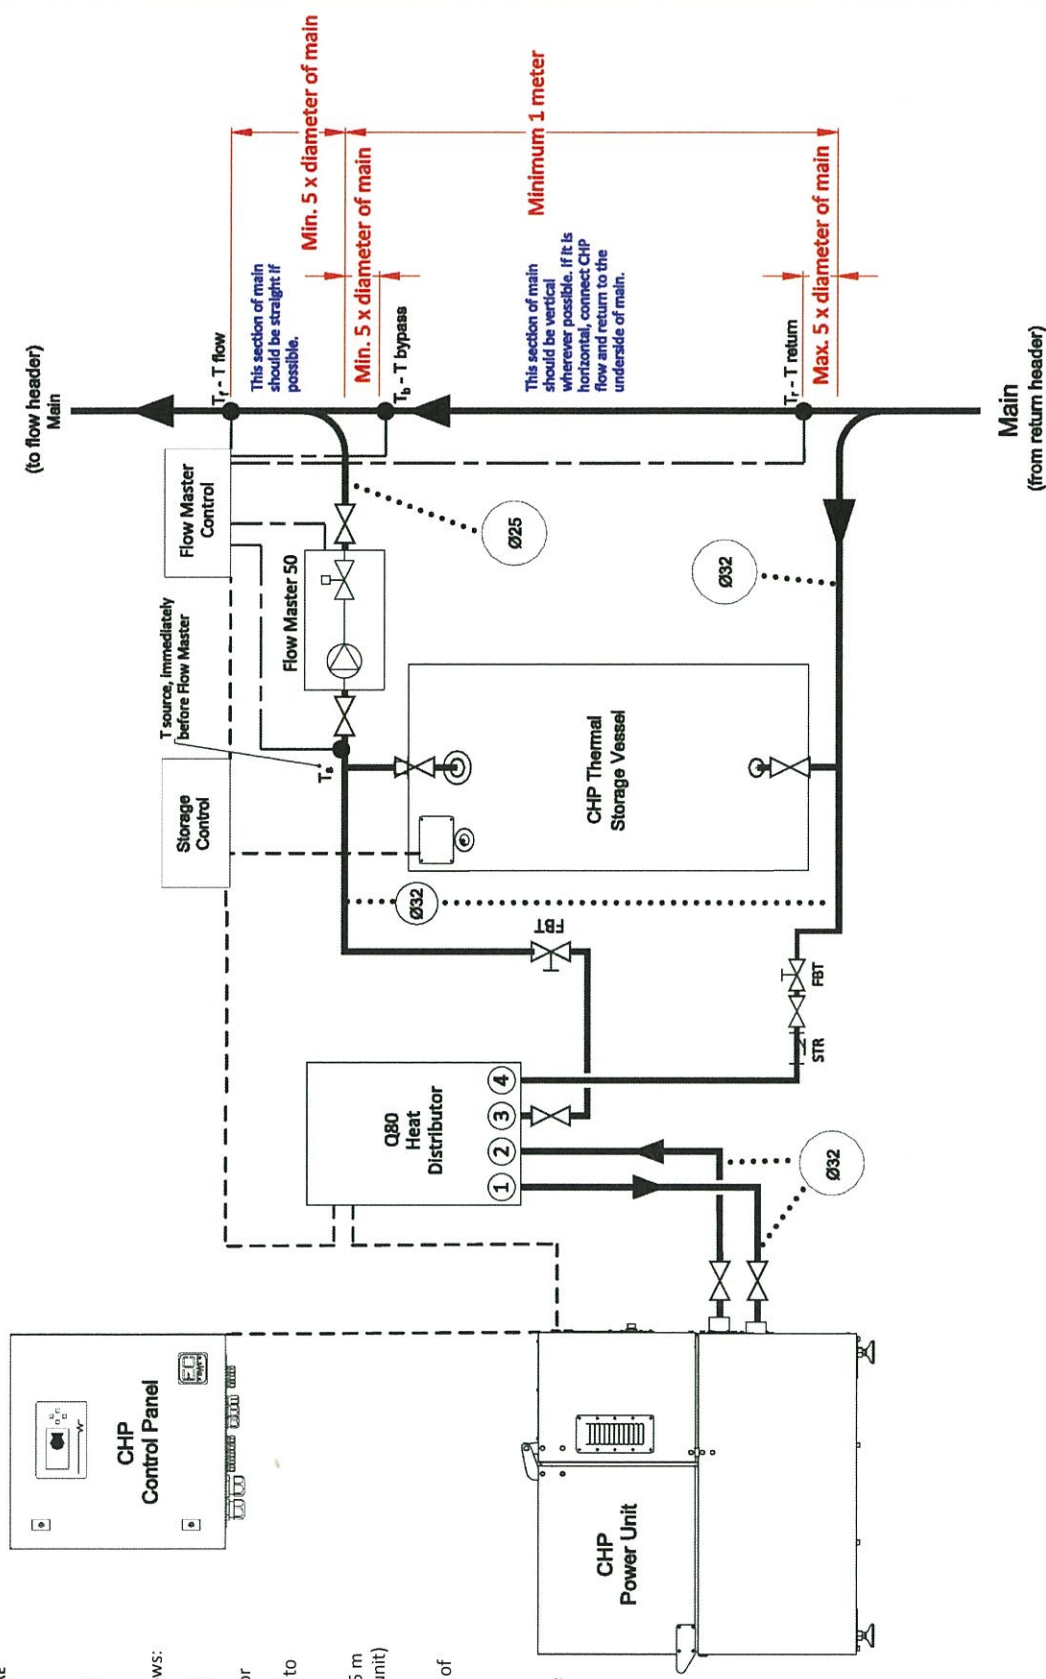 (to flow header)
Main
Tf - T flow
Min. 5 x diameter of main
This section of main
should be straight if
possible.
Min. 5 x diameter of main
Tb - T bypass
Minimum 1 meter
This section of main
should be vertical
wherever possible. If it is
horizontal, connect CHP
flow and return to the
underside of main.
Tr - T return
Max. 5 x diameter of main
Main
(from return header)
Flow Master
Control
Flow Master 50
Ø25
Ø32
T source, immediately
before Flow Master
Ts
Storage
Control
CHP Thermal
Storage Vessel
Ø32
FBT
FBT
STR
Q80
Heat
Distributor
1
2
3
4
Ø32
CHP
Control Panel
CHP
Power Unit
ws:
or
to
5 m
unit)
of